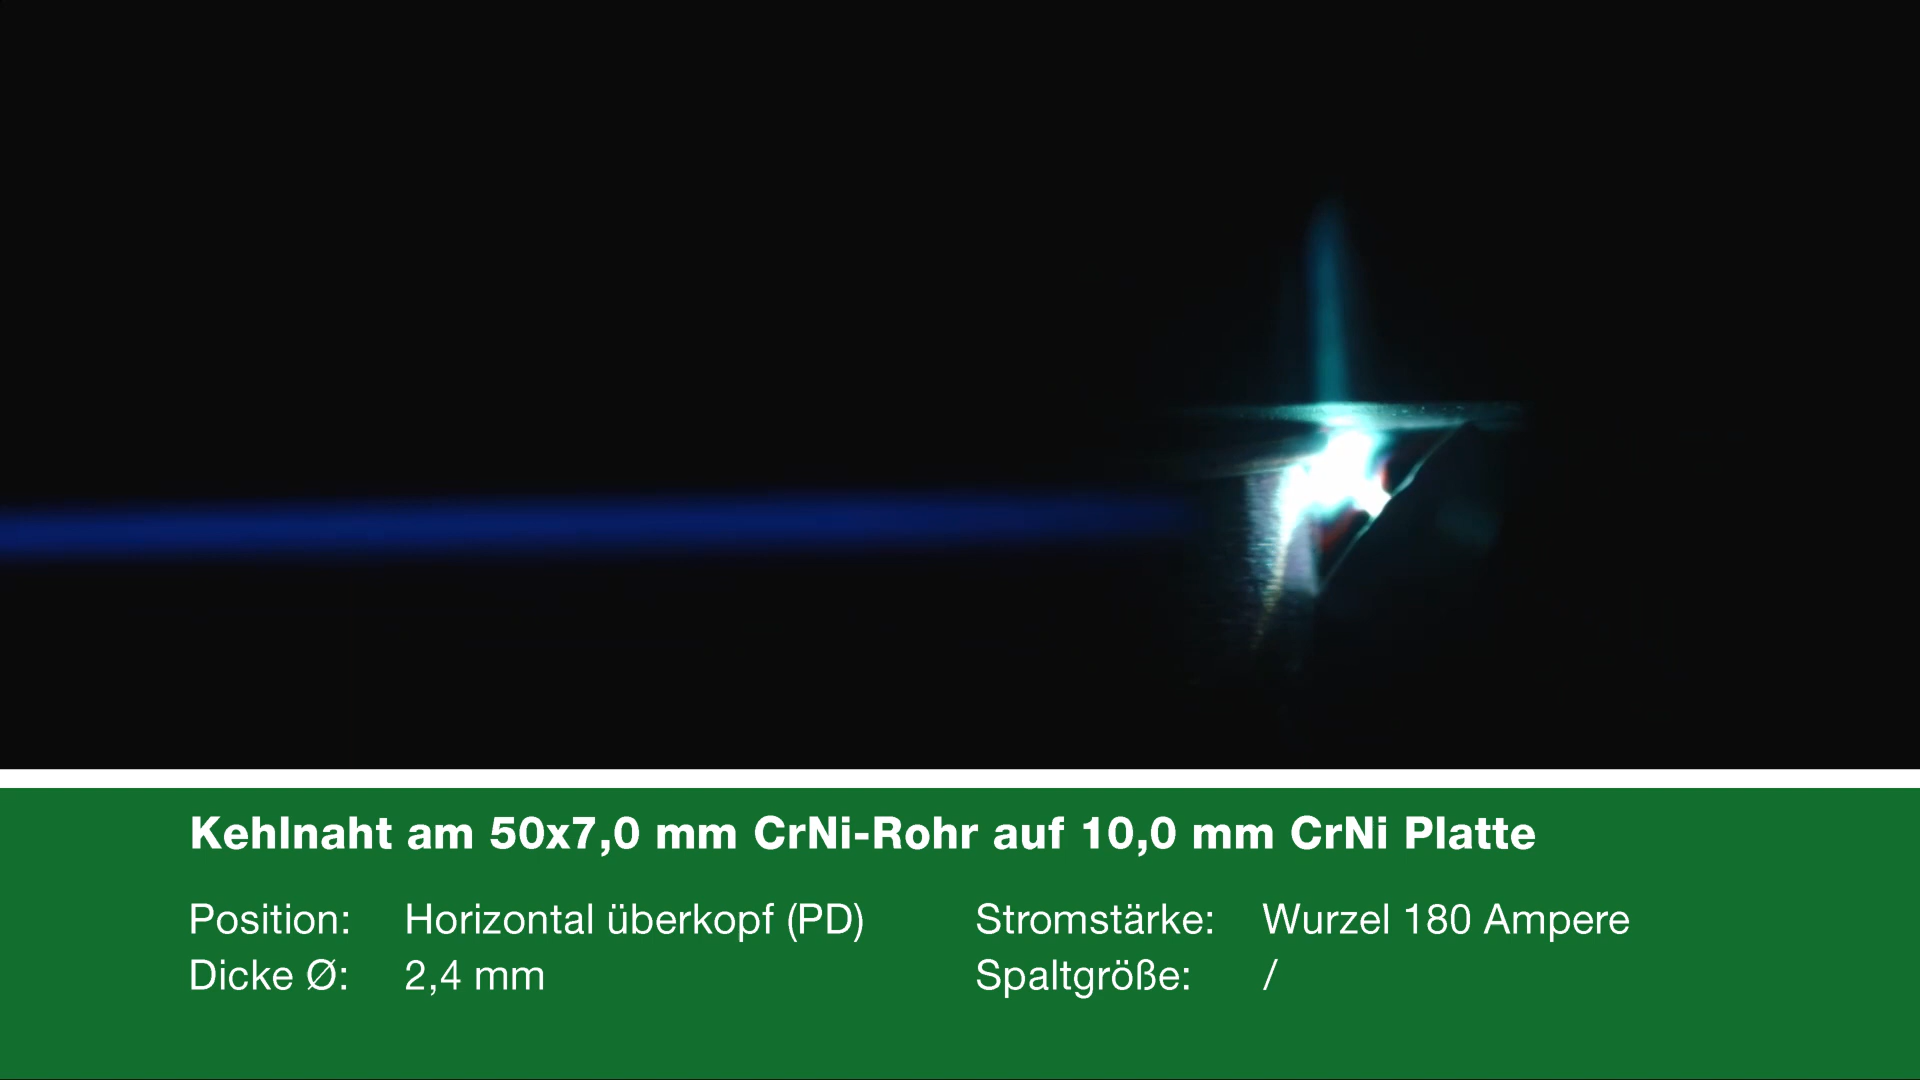 Kehlnaht am 50x7,0 mm CrNi-Rohr auf 10,0 mm CrNi Platte
Position: Horizontal überkopf (PD) Stromstärke: Wurzel 180 Ampere
Dicke Ø: 2,4 mm Spaltgröße: /